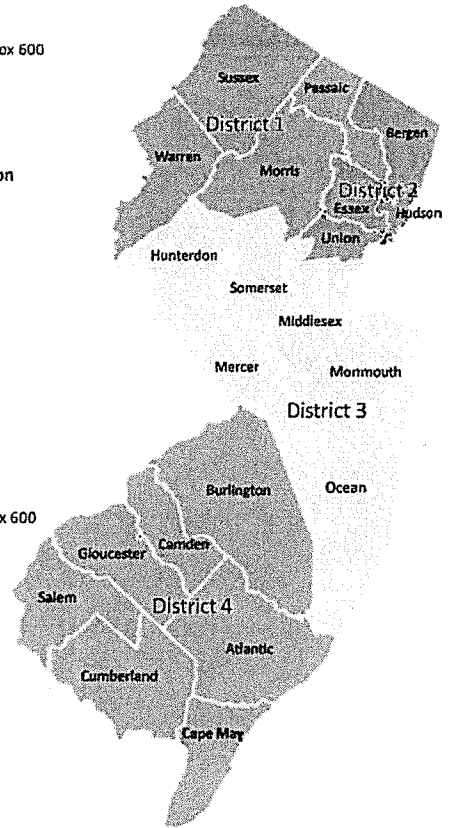 ox 600
Sussex
Passaic
District 1
Bergen
Warren
on
Morris
District 2
Essex
Hudson
Union
Hunterdon
Somerset
Middlesex
Mercer
Monmouth
District 3
Ocean
Burlington
x 600
Camden
Gloucester
Salem
District 4
Atlantic
Cumberland
Cape May